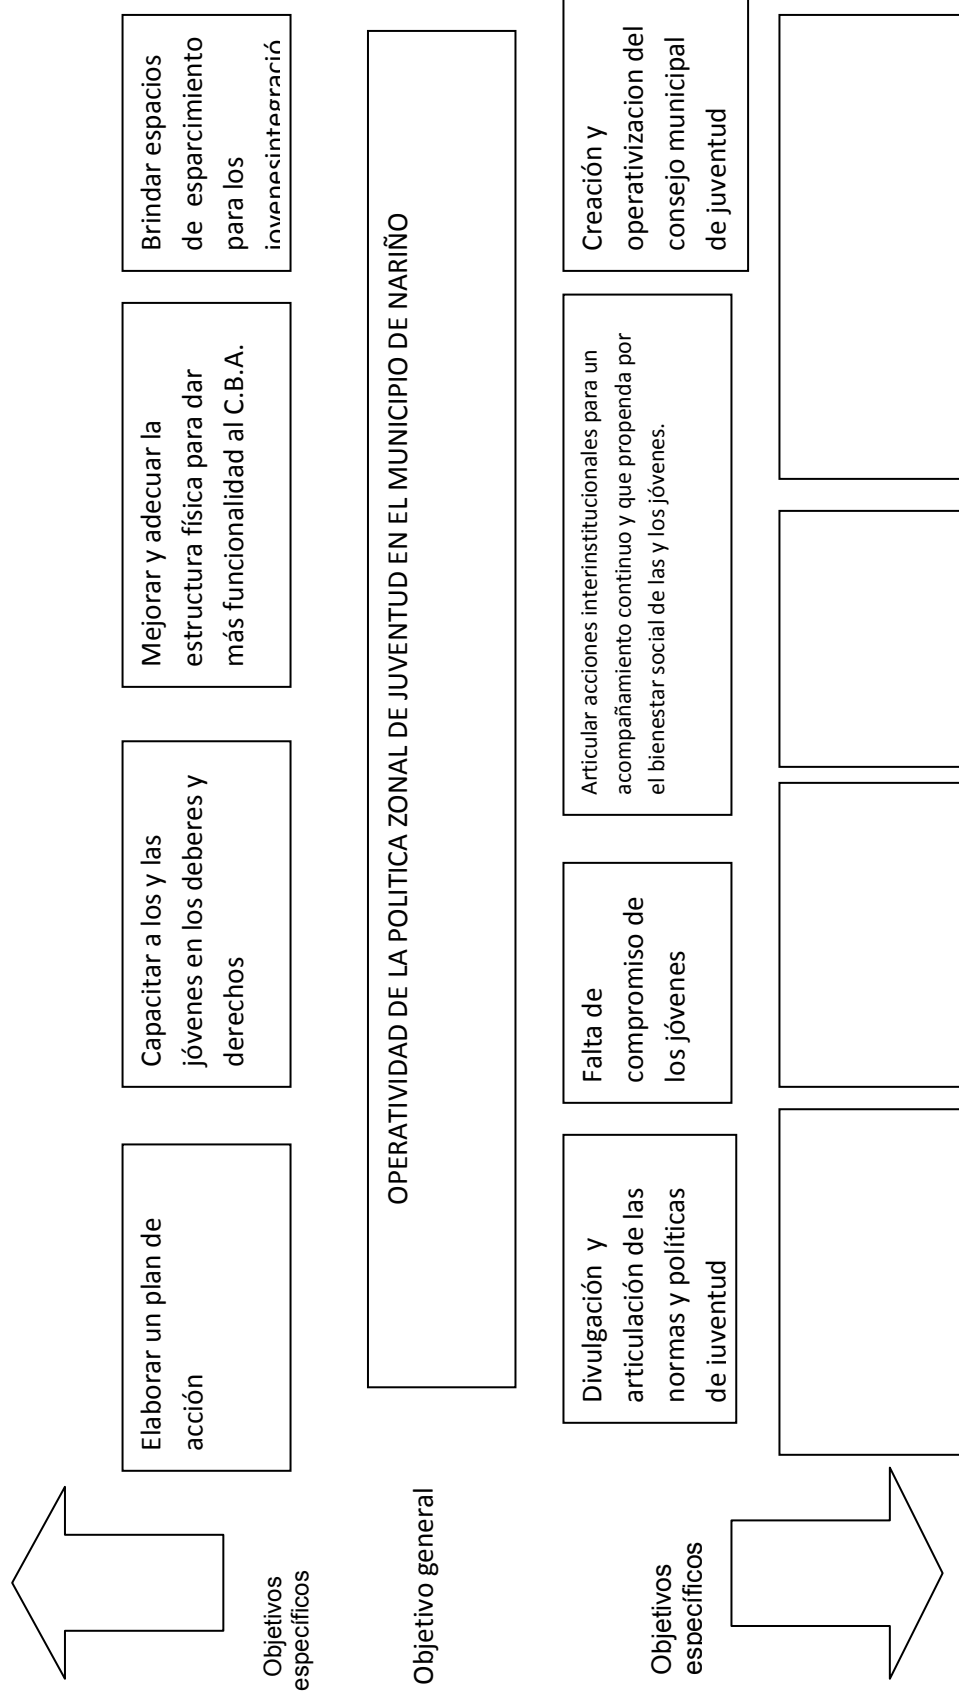 Elaborar un plan de
acción
Capacitar a los y las
jóvenes en los deberes y
derechos
Mejorar y adecuar la
estructura física para dar
más funcionalidad al C.B.A.
Brindar espacios
de esparcimiento
para los
jovenesintegració
Objetivos
específicos
Objetivo general
OPERATIVIDAD DE LA POLITICA ZONAL DE JUVENTUD EN EL MUNICIPIO DE NARIÑO
Objetivos
específicos
Divulgación y
articulación de las
normas y políticas
de juventud
Falta de
compromiso de
los jóvenes
Articular acciones interinstitucionales para un
acompañamiento continuo y que propenda por
el bienestar social de las y los jóvenes.
Creación y
operativizacion del
consejo municipal
de juventud